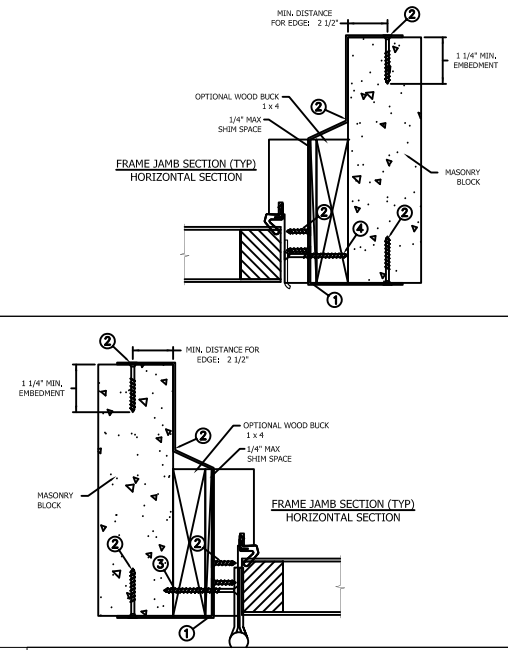 MIN. DISTANCE
FOR EDGE: 2 1/2"
2
1 1/4" MIN.
EMBEDMENT
OPTIONAL WOOD BUCK
1 x 4
2
1/4" MAX
SHIM SPACE
FRAME JAMB SECTION (TYP)
HORIZONTAL SECTION
MASONRY
BLOCK
2
2
4
1
2
MIN. DISTANCE FOR
EDGE: 2 1/2"
1 1/4" MIN.
EMBEDMENT
OPTIONAL WOOD BUCK
1 x 4
2
1/4" MAX
SHIM SPACE
MASONRY
BLOCK
FRAME JAMB SECTION (TYP)
HORIZONTAL SECTION
2
2
3
1